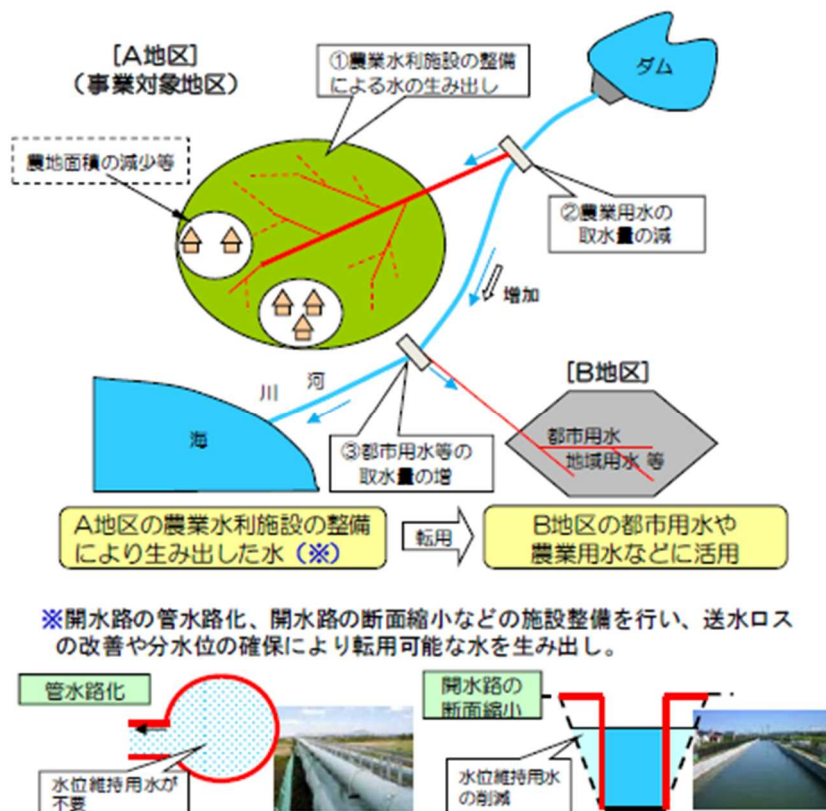 [A地区]
（事業対象地区）
①農業水利施設の整備
による水の生み出し
ダム
農地面積の減少等
②農業用水の
取水量の減
増加
[B地区]
川 河
海
③都市用水等の
取水量の増
都市用水
地域用水 等
A地区の農業水利施設の整備
により生み出した水（※）
転用
B地区の都市用水や
農業用水などに活用
※開水路の管水路化、開水路の断面縮小などの施設整備を行い、送水ロス
の改善や分水位の確保により転用可能な水を生み出し。
管水路化
水位維持用水が
不要
開水路の
断面縮小
水位維持用水
の削減